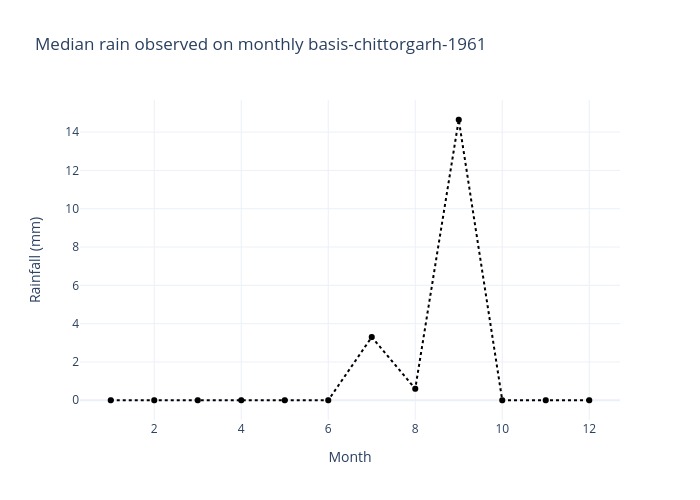 Median rain observed on monthly basis-chittorgarh-1961
14
12
10
8
6
4
2
0
Rainfall (mm)
2 4 6 8 10 12
Month